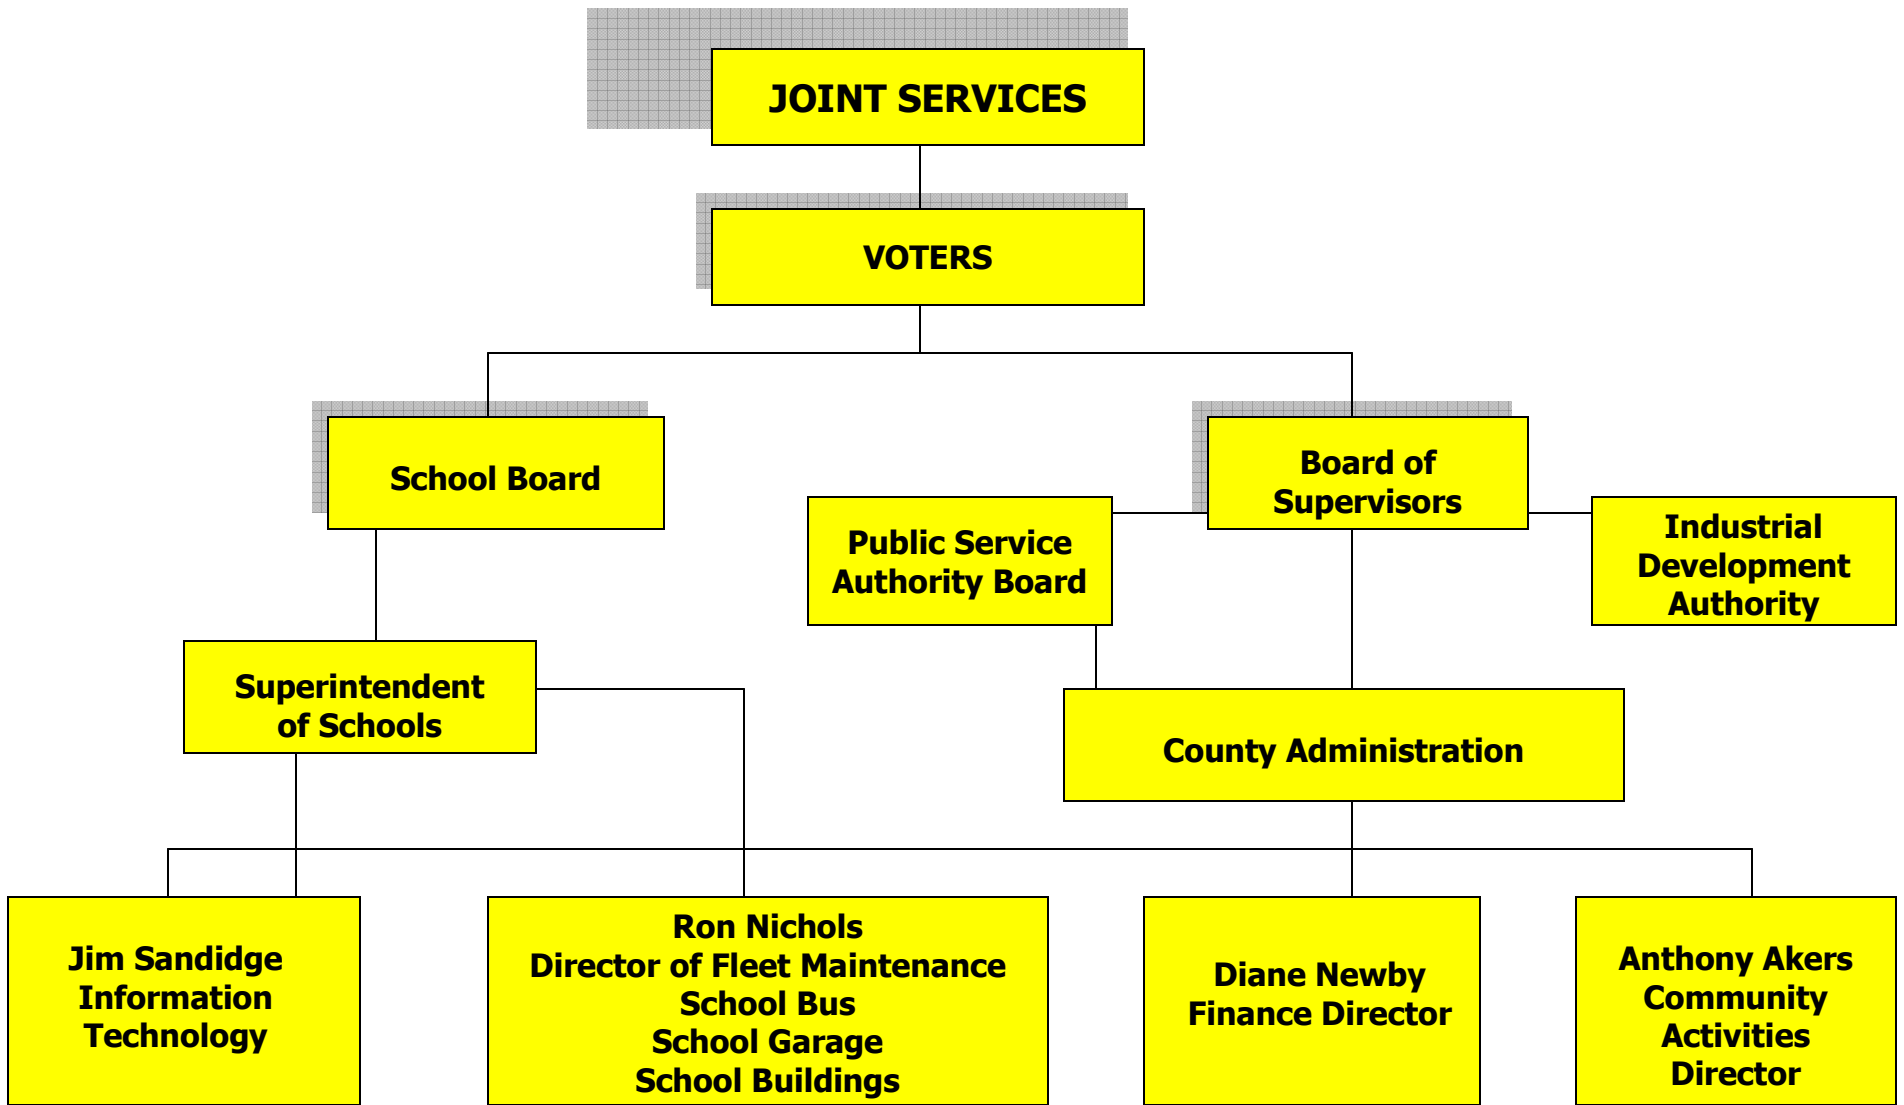 JOINT SERVICES
VOTERS
School Board
Board of
Supervisors
Public Service
Authority Board
Industrial
Development
Authority
Superintendent
of Schools
County Administration
Jim Sandidge
Information
Technology
Ron Nichols
Director of Fleet Maintenance
School Bus
School Garage
School Buildings
Diane Newby
Finance Director
Anthony Akers
Community
Activities
Director